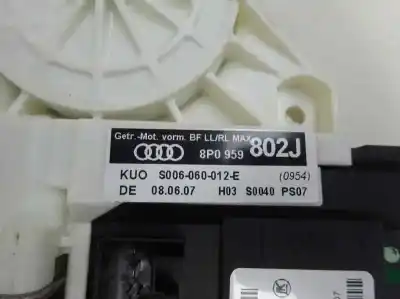 Getr.-Mot. vorm. BF LL/RL MAX
8P0 959 802J
KUO S006-060-012-E (0954)
DE 08.06.07 H03 S0040 PS07